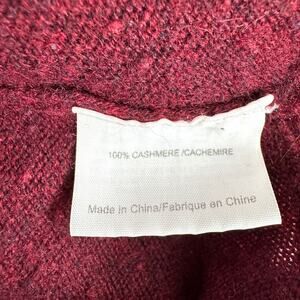 100% CASHMERE /CACHEMIRE
Made in China/Fabrique en Chine